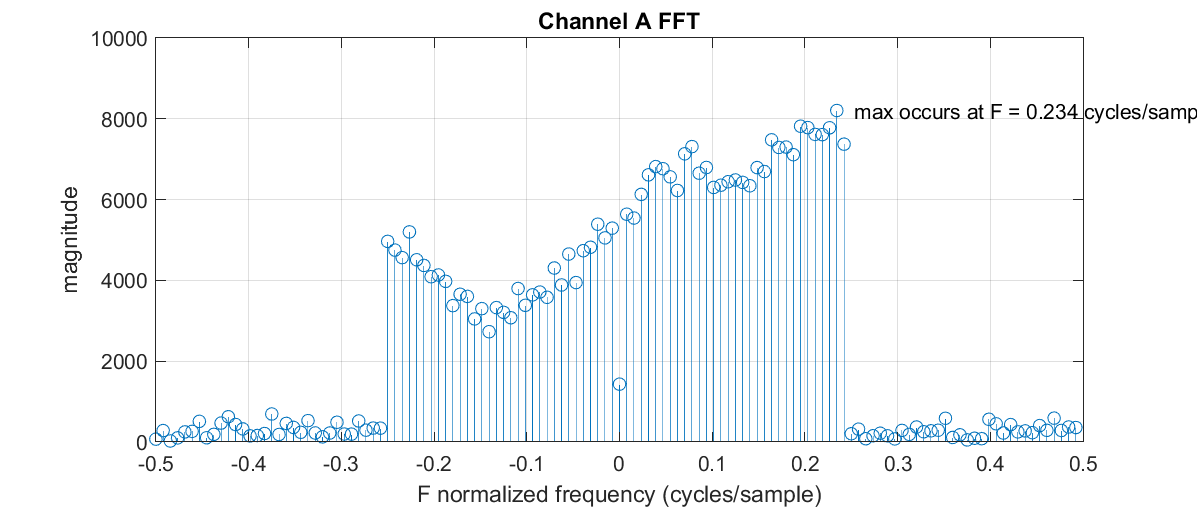 Channel A FFT
10000
8000
6000
4000
2000
0
magnitude
max occurs at F = 0.234 cycles/samp
-0.5 -0.4 -0.3 -0.2 -0.1 0 0.1 0.2 0.3 0.4 0.5
F normalized frequency (cycles/sample)